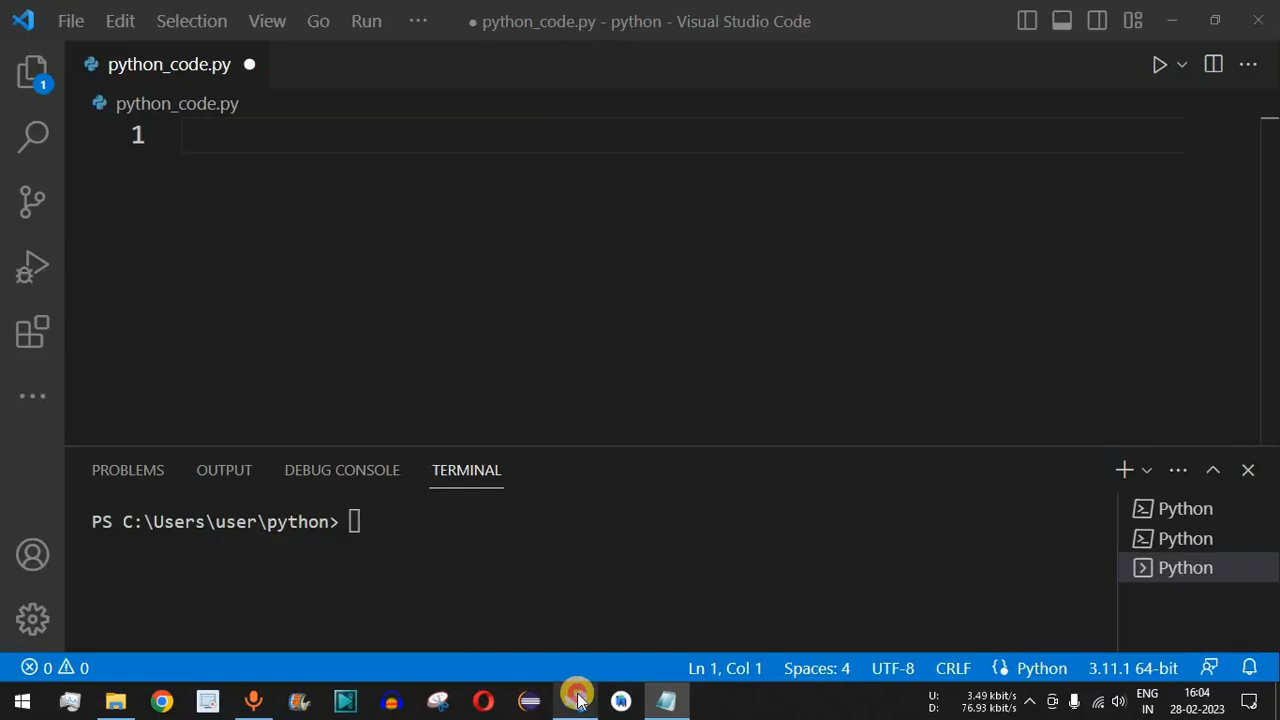 File Edit Selection View Go Run ··· ● python_code.py - python - Visual Studio Code
python_code.py
python_code.py
1
PROBLEMS OUTPUT DEBUG CONSOLE TERMINAL
PS C:\Users\user\python>
Python
Python
Python
1
0 0 Ln 1, Col 1 Spaces: 4 UTF-8 CRLF Python 3.11.1 64-bit
U: 3.49 kbit/s
D: 76.93 kbit/s
ENG
IN
16:04
28-02-2023